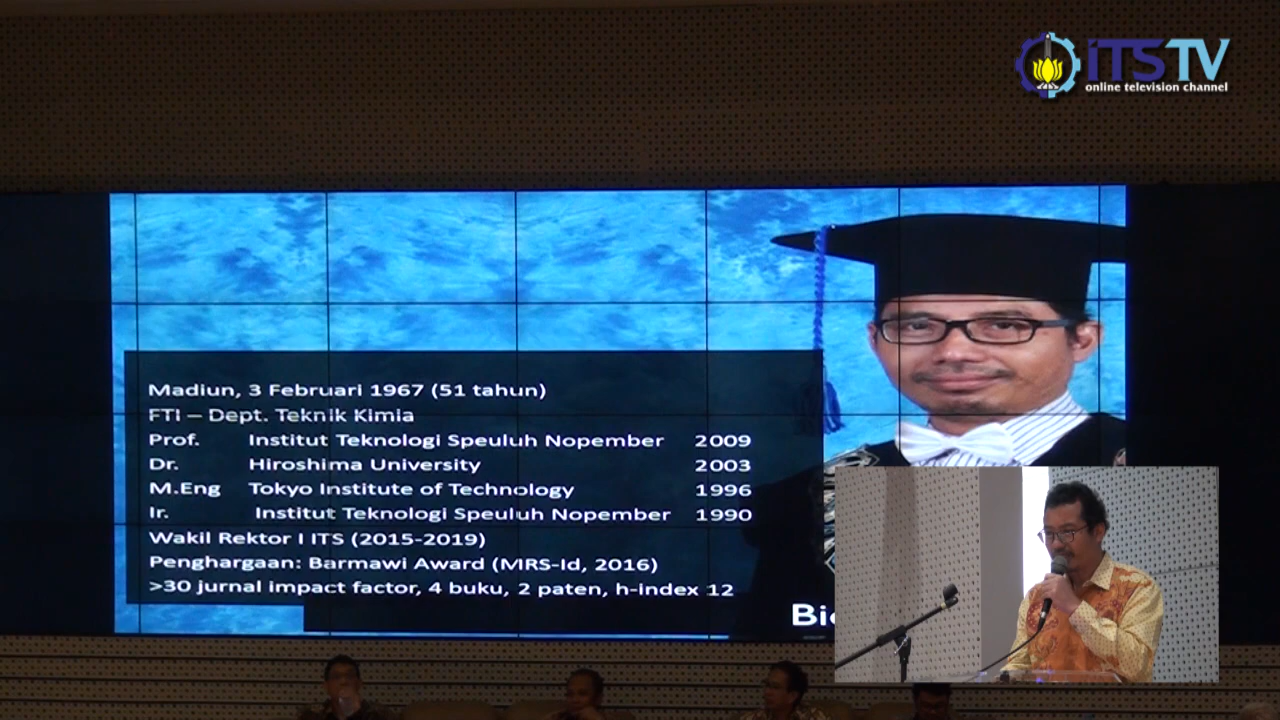 iTSTV
online television channel
Madiun, 3 Februari 1967 (51 tahun)
FTI – Dept. Teknik Kimia
Prof. Institut Teknologi Speuluh Nopember 2009
Dr. Hiroshima University 2003
M.Eng Tokyo Institute of Technology 1996
Ir. Institut Teknologi Speuluh Nopember 1990
Wakil Rektor I ITS (2015-2019)
Penghargaan: Barmawi Award (MRS-Id, 2016)
>30 jurnal impact factor, 4 buku, 2 paten, h-index 12